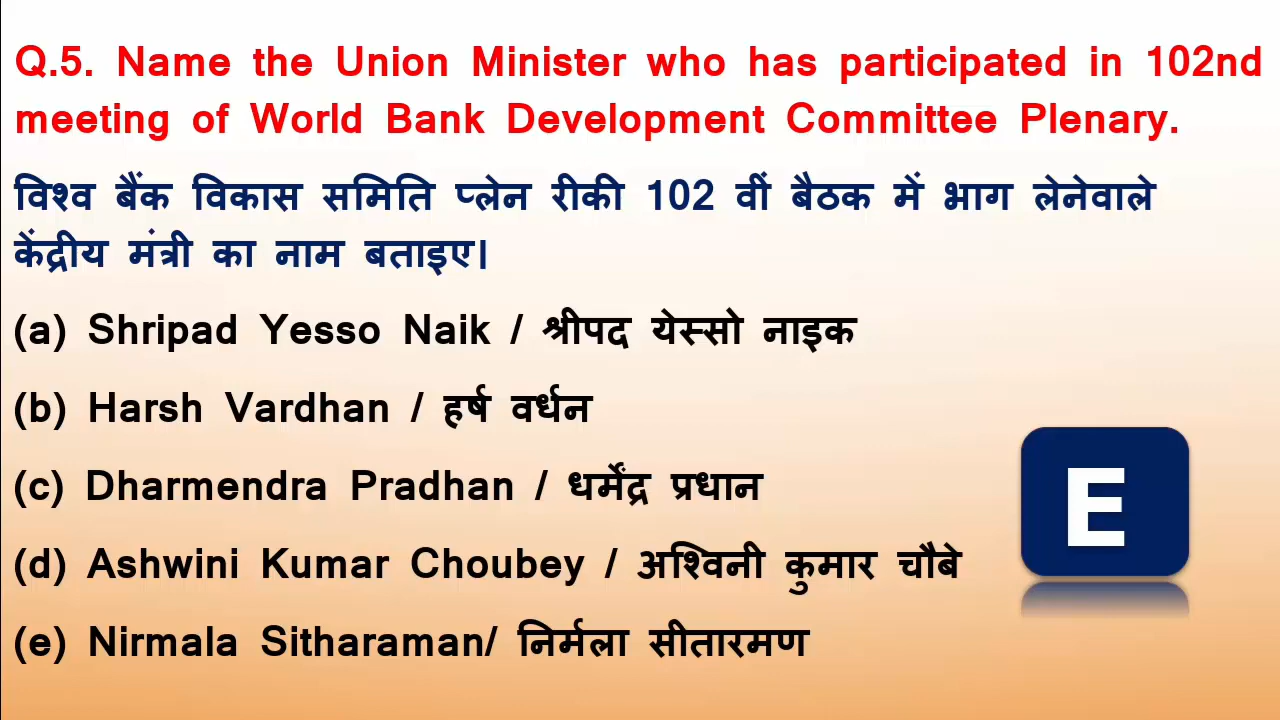 Q.5. Name the Union Minister who has participated in 102nd
meeting of World Bank Development Committee Plenary.
विश्व बैंक विकास समिति प्लेन रीकी 102 वीं बैठक में भाग लेनेवाले
केंद्रीय मंत्री का नाम बताइए।
(a) Shripad Yesso Naik / श्रीपद येस्सो नाइक
(b) Harsh Vardhan / हर्ष वर्धन
(c) Dharmendra Pradhan / धर्मेंद्र प्रधान
(d) Ashwini Kumar Choubey / अश्विनी कुमार चौबे
(e) Nirmala Sitharaman/ निर्मला सीतारमण
E